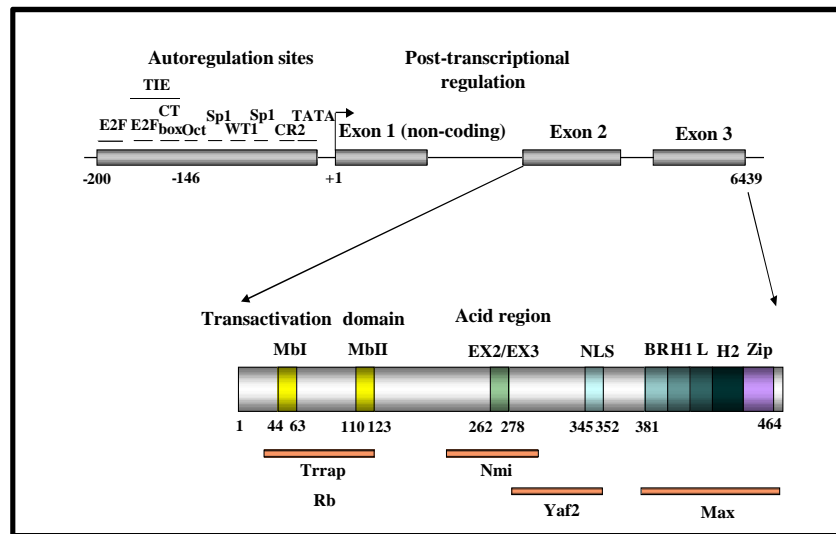 Autoregulation sites
Post-transcriptional
regulation
TIE
CT
box
E2F E2F Oct Sp1 WT1 Sp1 CR2 TATA
Exon 1 (non-coding) Exon 2 Exon 3
-200 -146 +1 6439
Transactivation domain Acid region
MbI MbII EX2/EX3 NLS BR H1 L H2 Zip
1 44 63 110 123 262 278 345 352 381 464
Trrap Nmi
Rb
Yaf2 Max